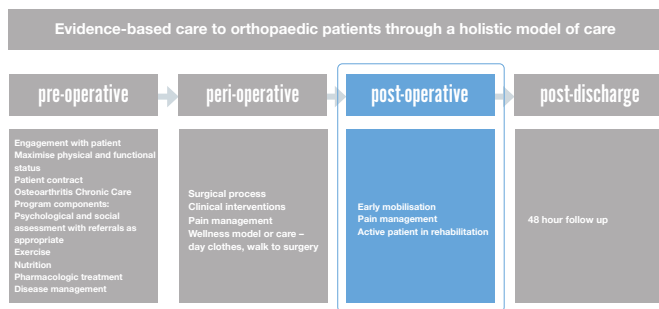 Evidence-based care to orthopaedic patients through a holistic model of care
pre-operative
peri-operative
post-operative
post-discharge
Engagement with patient
Maximise physical and functional
status
Patient contract
Osteoarthritis Chronic Care
Program components:
Psychological and social
assessment with referrals as
appropriate
Exercise
Nutrition
Pharmacologic treatment
Disease management
Surgical process
Clinical interventions
Pain management
Wellness model or care –
day clothes, walk to surgery
Early mobilisation
Pain management
Active patient in rehabilitation
48 hour follow up